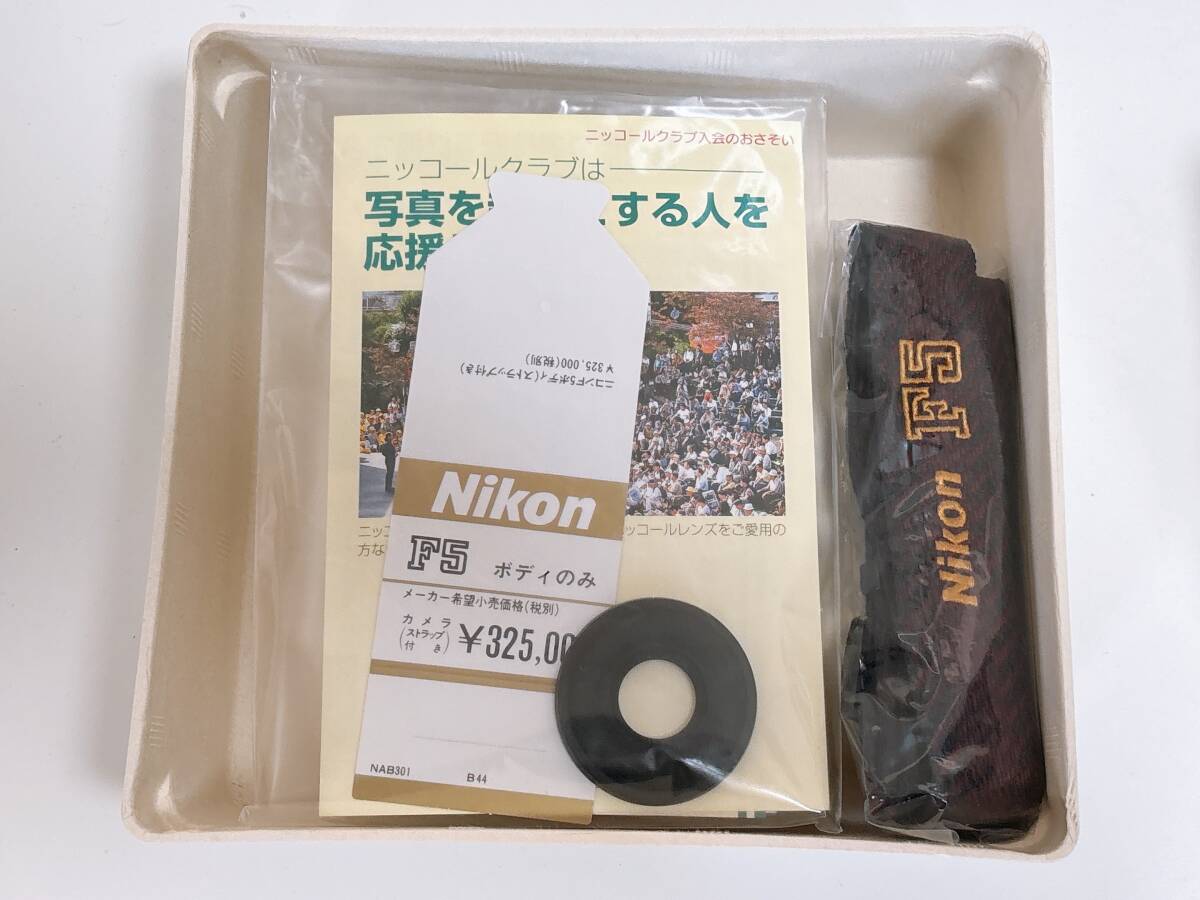 ニッコールクラブ入会のおさそい
ニッコールクラブは
写真を する人を
応援
ニコンF5ボディ(ストラップ付き)
¥325,000(税別)
Nikon
F5 ボディのみ
メーカー希望小売価格(税別)
カメラ
(ストラップ付き)
¥325,00
NAB301 B44
ニッコ
ッコールレンズをご愛用の
方な
Nikon F5